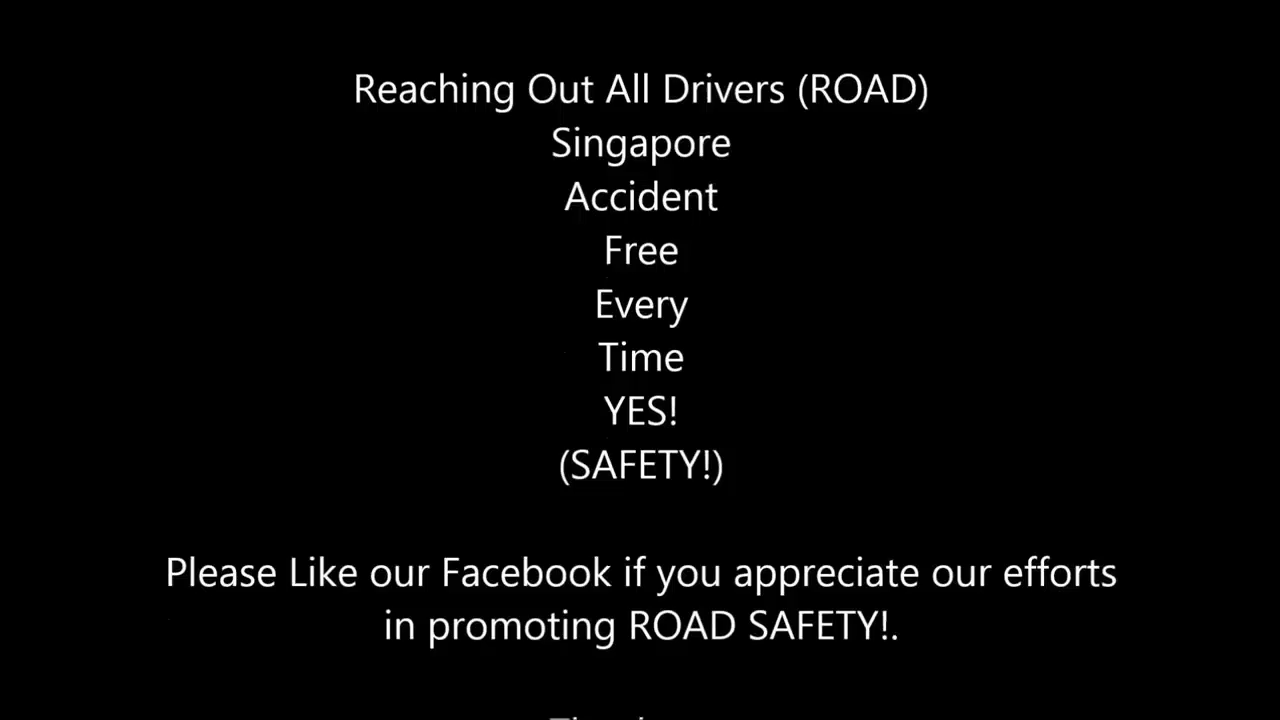 Reaching Out All Drivers (ROAD)
Singapore
Accident
Free
Every
Time
YES!
(SAFETY!)
Please Like our Facebook if you appreciate our efforts
in promoting ROAD SAFETY!.